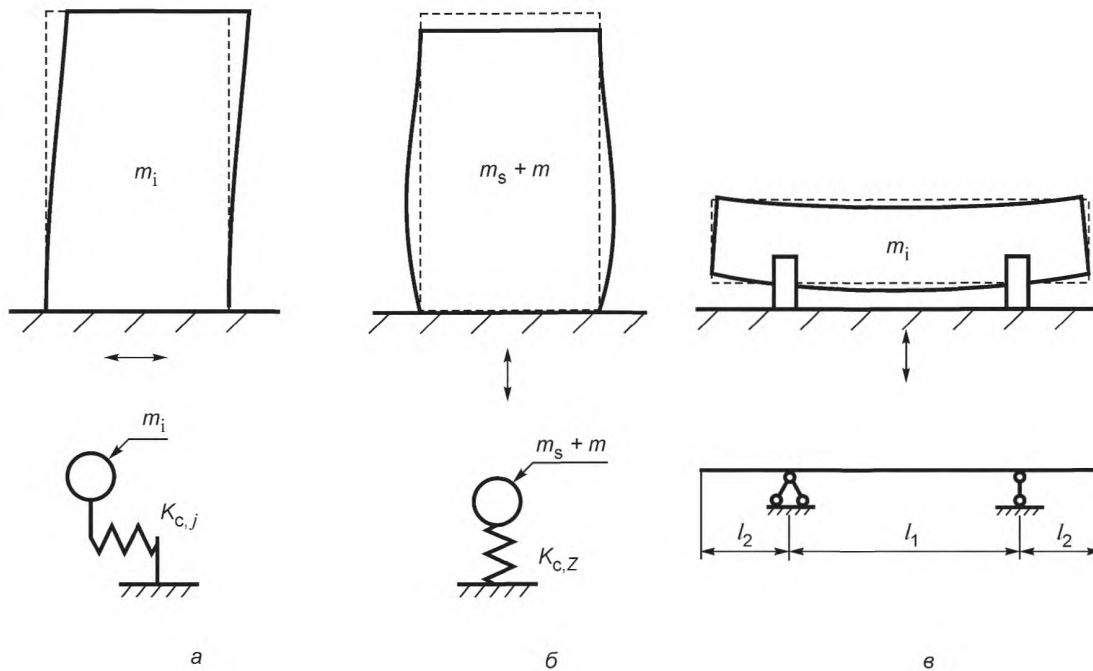 m_i
m_s + m
m_i
m_i
K_c,j
m_s + m
K_c,Z
l_2
l_1
l_2
а
б
в